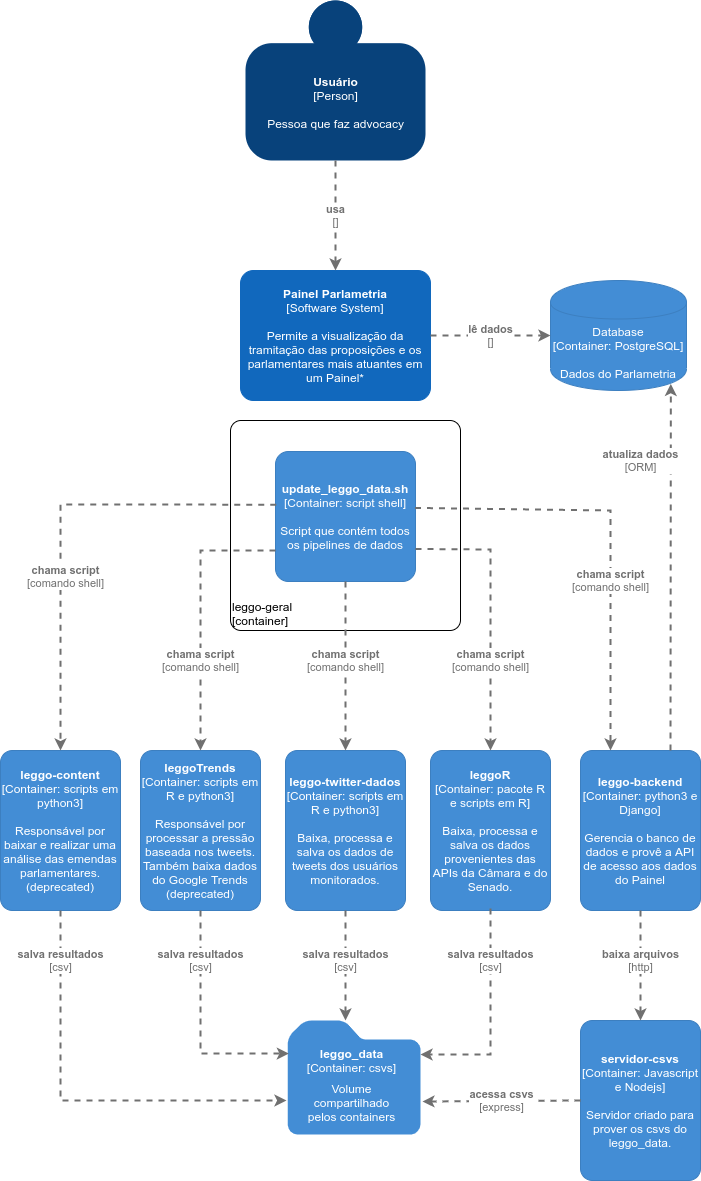 Usuário
[Person]
Pessoa que faz advocacy
usa
[]
Painel Parlametria
[Software System]
Permite a visualização da
tramitação das proposições e os
parlamentares mais atuantes em
um Painel*
lê dados
[]
Database
[Container: PostgreSQL]
Dados do Parlametria
atualiza dados
[ORM]
update_leggo_data.sh
[Container: script shell]
Script que contém todos
os pipelines de dados
leggo-geral
[container]
chama script
[comando shell]
chama script
[comando shell]
chama script
[comando shell]
chama script
[comando shell]
chama script
[comando shell]
leggo-content
[Container: scripts em
python3]
Responsável por
baixar e realizar uma
análise das emendas
parlamentares.
(deprecated)
leggoTrends
[Container: scripts em
R e python3]
Responsável por
processar a pressão
baseada nos tweets.
Também baixa dados
do Google Trends
(deprecated)
leggo-twitter-dados
[Container: scripts em
R e python3]
Baixa, processa e
salva os dados de
tweets dos usuários
monitorados.
leggoR
[Container: pacote R
e scripts em R]
Baixa, processa e
salva os dados
provenientes das
APIs da Câmara e do
Senado.
leggo-backend
[Container: python3 e
Django]
Gerencia o banco de
dados e provê a API
de acesso aos dados
do Painel
salva resultados
[csv]
salva resultados
[csv]
salva resultados
[csv]
salva resultados
[csv]
baixa arquivos
[http]
leggo_data
[Container: csvs]
Volume
compartilhado
pelos containers
acessa csvs
[express]
servidor-csvs
[Container: Javascript
e Nodejs]
Servidor criado para
prover os csvs do
leggo_data.